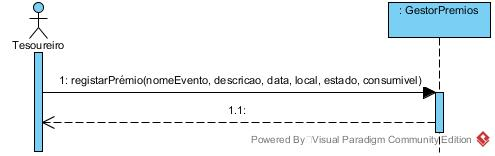 : GestorPremios
Tesoureiro
1: registarPrémio(nomeEvento, descricao, data, local, estado, consumivel)
1.1:
Powered By Visual Paradigm Community Edition